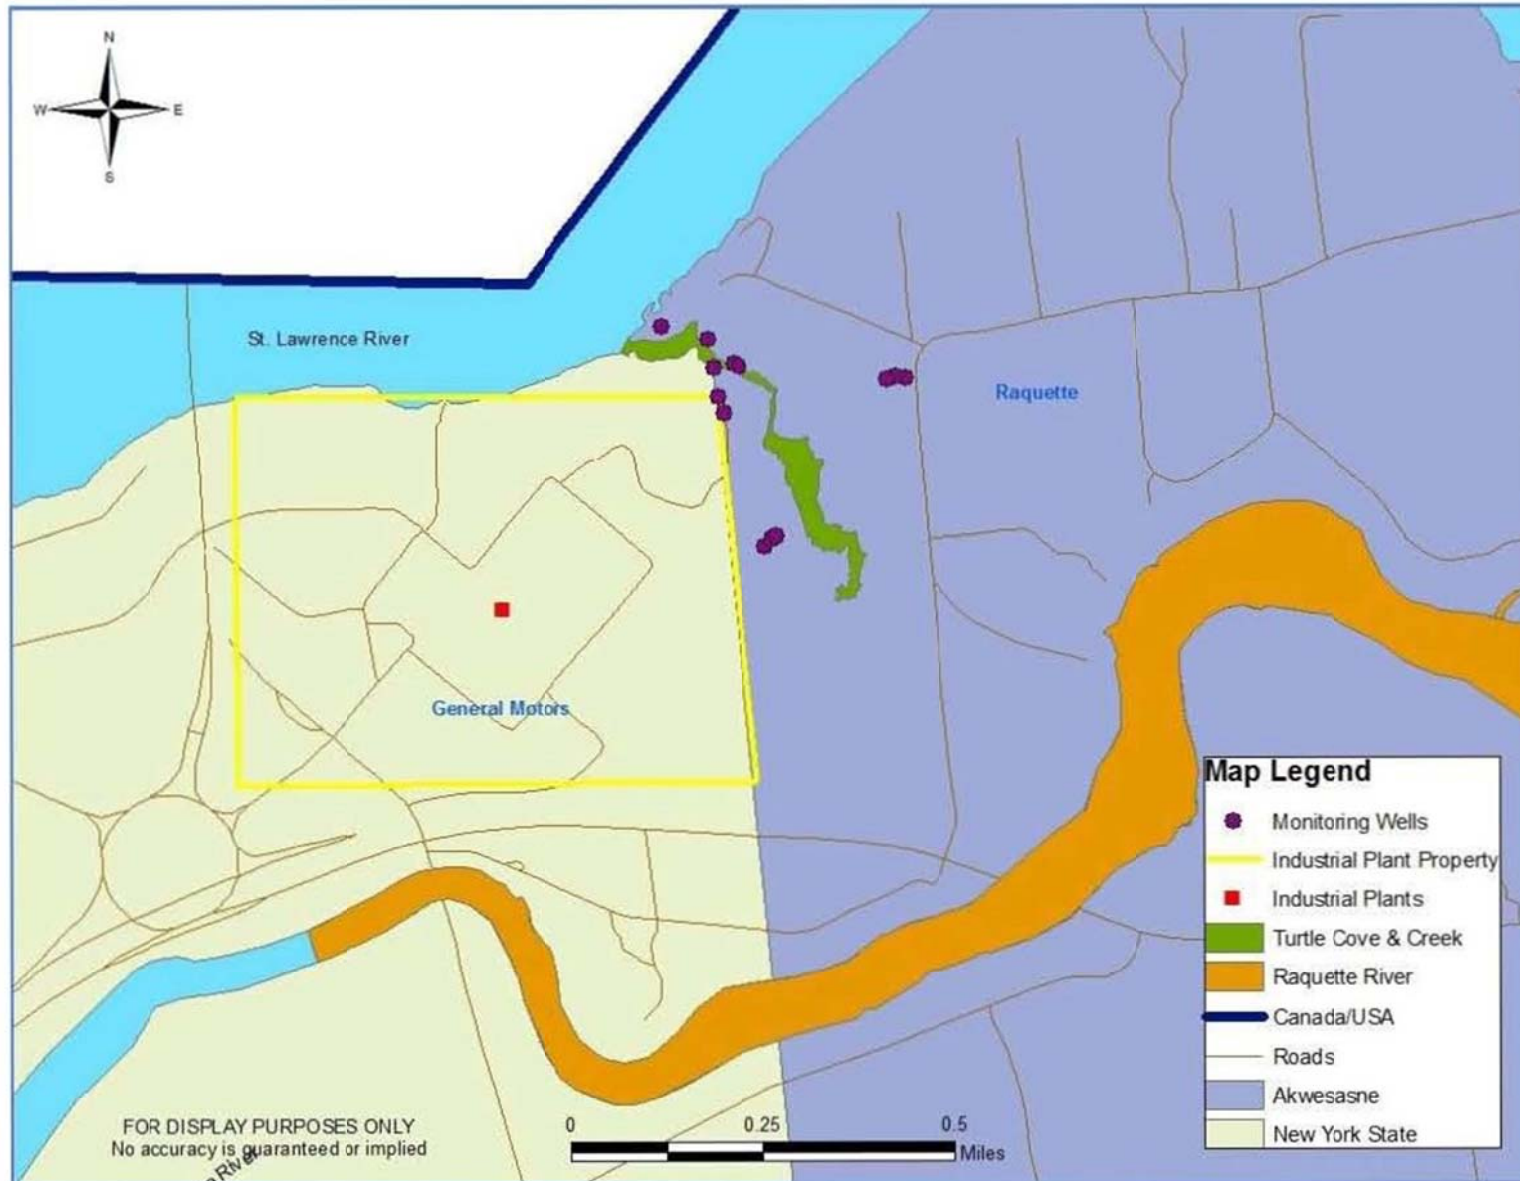 N
W E
S
St. Lawrence River
Raquette
General Motors
Map Legend
Monitoring Wells
Industrial Plant Property
Industrial Plants
Turtle Cove & Creek
Raquette River
Canada/USA
Roads
Akwesasne
New York State
FOR DISPLAY PURPOSES ONLY
No accuracy is guaranteed or implied
River
0 0.25 0.5
Miles